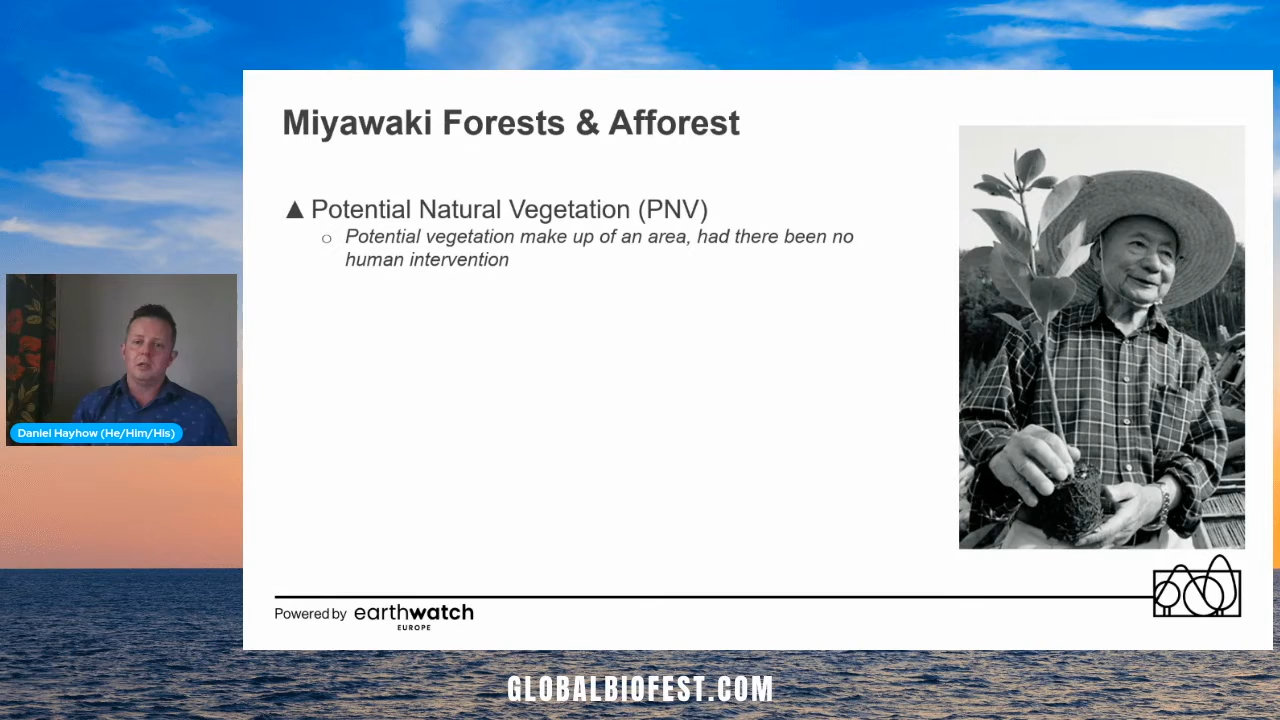 Miyawaki Forests & Afforest
▲ Potential Natural Vegetation (PNV)
○ Potential vegetation make up of an area, had there been no
human intervention
Daniel Hayhow (He/Him/His)
Powered by earthwatch
EUROPE
GLOBALBIOFEST.COM